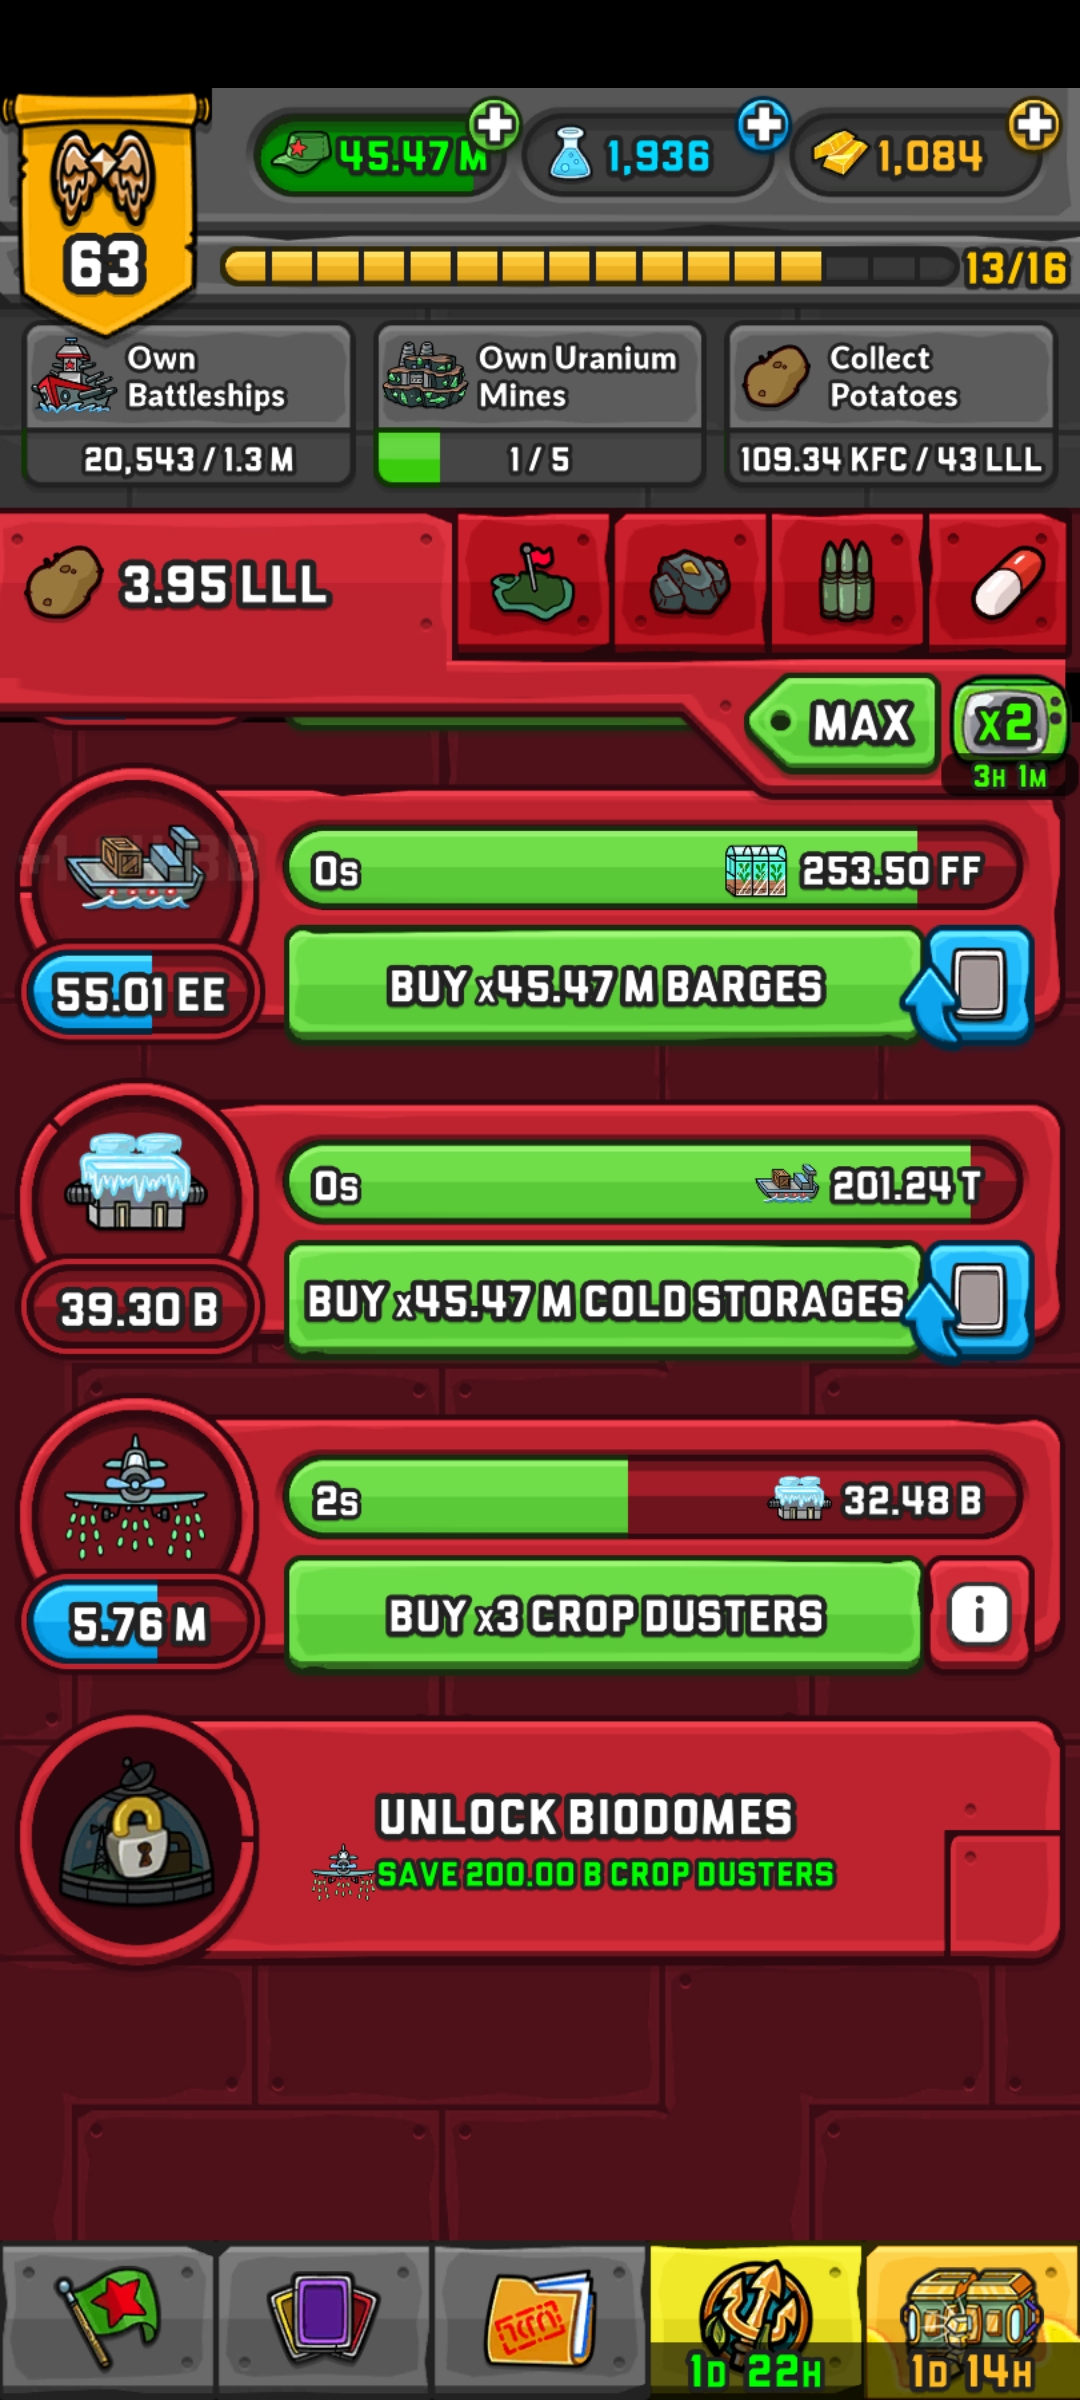 45.47 M
1,936
1,084
63
13/16
Own
Battleships
20,543 / 1.3 M
Own Uranium
Mines
1 / 5
Collect
Potatoes
109.34 KFC / 43 LLL
3.95 LLL
MAX
x2
3H 1M
0s
253.50 FF
55.01 EE
BUY x45.47 M BARGES
0s
201.24 T
39.30 B
BUY x45.47 M COLD STORAGES
2s
32.48 B
5.76 M
BUY x3 CROP DUSTERS
i
UNLOCK BIODOMES
SAVE 200.00 B CROP DUSTERS
1D 22H
1D 14H